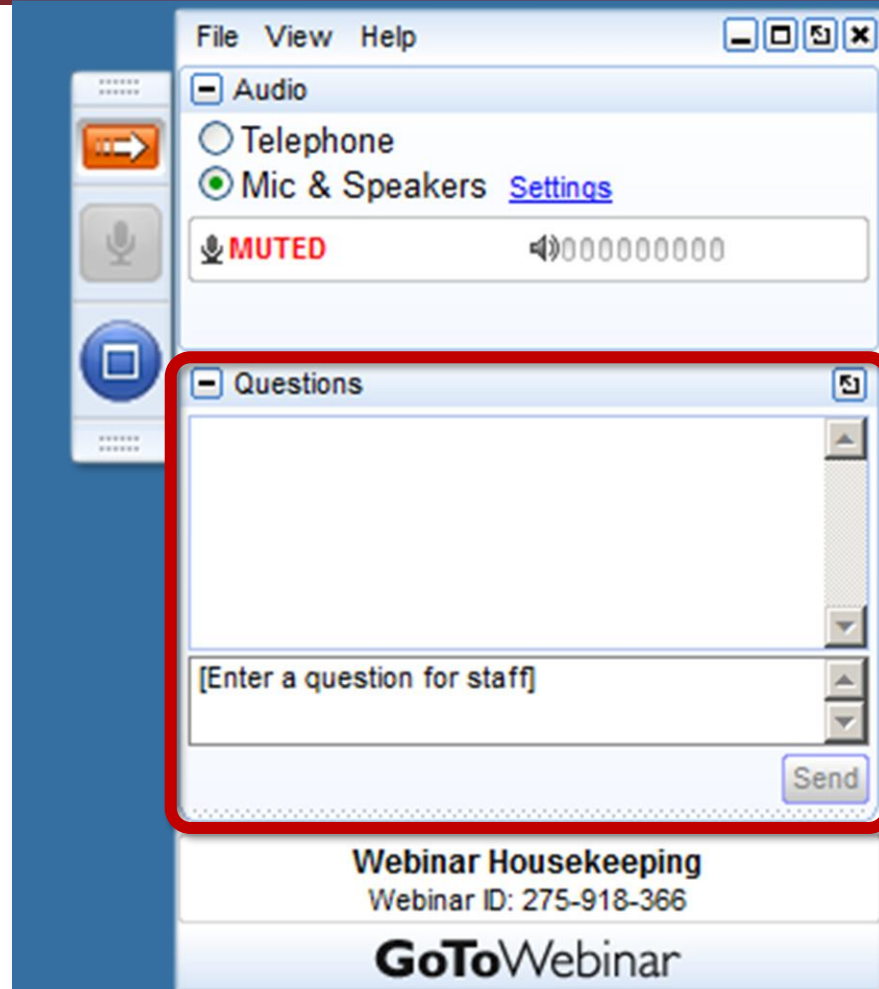 File View Help
Audio
Telephone
Mic & Speakers Settings
MUTED
Questions
[Enter a question for staff]
Send
Webinar Housekeeping
Webinar ID: 275-918-366
GoToWebinar